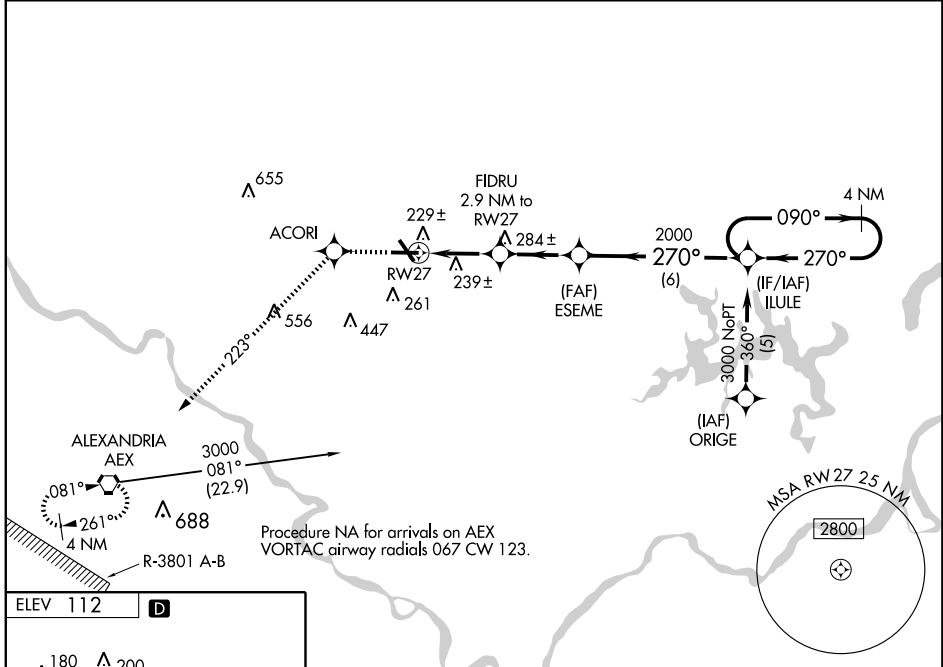 655
FIDRU
2.9 NM to
RW27
4 NM
090°
229±
ACORI
284±
2000
270°
(6)
270°
RW27
239±
(IF/IAF)
ILULE
(FAF)
ESEME
261
556
447
223°
3000 NoPT
360°
(5)
(IAF)
ORIGE
ALEXANDRIA
AEX
3000
081°
(22.9)
081°
261°
4 NM
688
Procedure NA for arrivals on AEX
VORTAC airway radials 067 CW 123.
R-3801 A-B
MSA RW 27 25 NM
2800
ELEV 112 D
180
200